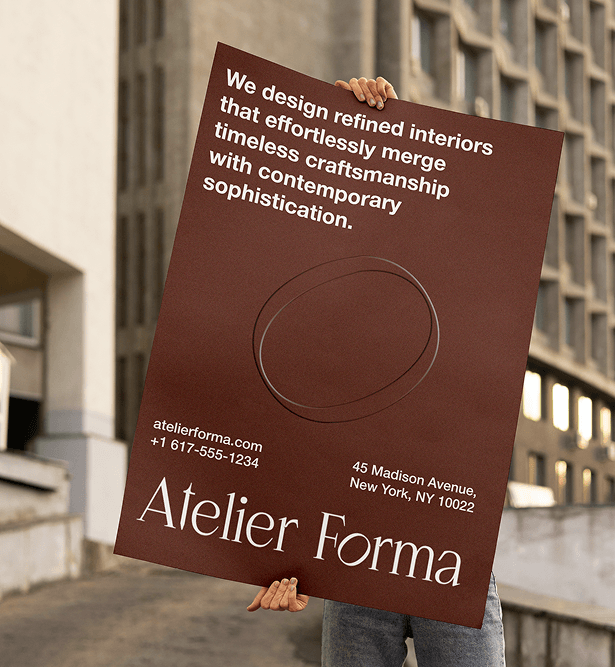 We design refined interiors
that effortlessly merge
timeless craftsmanship
with contemporary
sophistication.
atelierforma.com
+1 617-555-1234
45 Madison Avenue,
New York, NY 10022
Atelier Forma